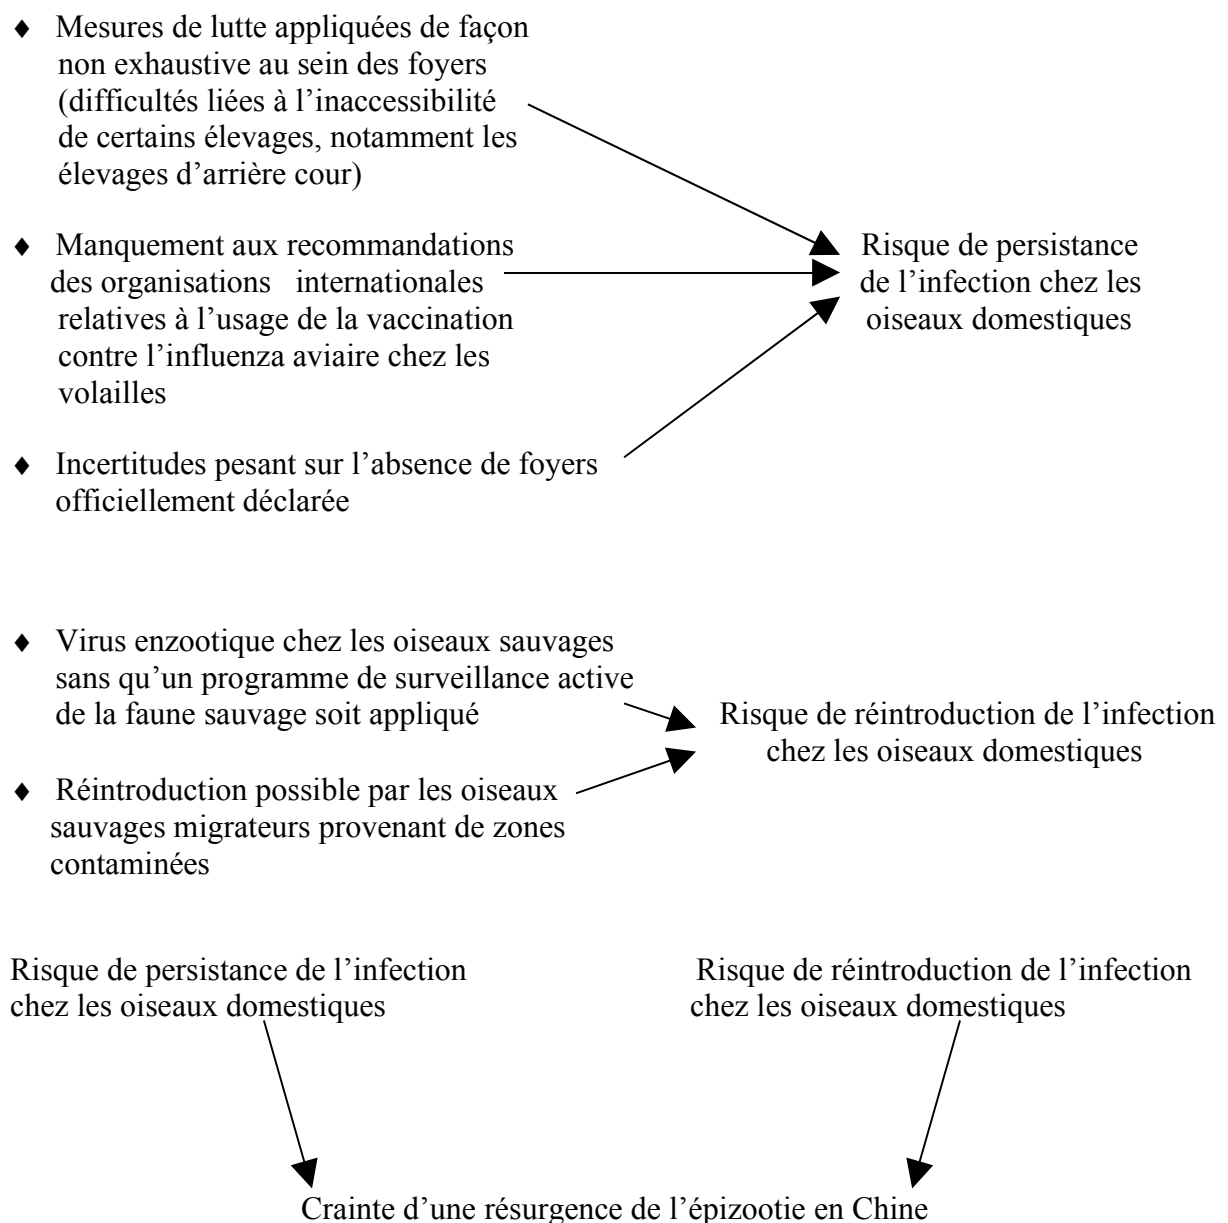 ♦ Mesures de lutte appliquées de façon
non exhaustive au sein des foyers
(difficultés liées à l’inaccessibilité
de certains élevages, notamment les
élevages d’arrière cour)
♦ Manquement aux recommandations
des organisations internationales
relatives à l’usage de la vaccination
contre l’influenza aviaire chez les
volailles
Risque de persistance
de l’infection chez les
oiseaux domestiques
♦ Incertitudes pesant sur l’absence de foyers
officiellement déclarée
♦ Virus enzootique chez les oiseaux sauvages
sans qu’un programme de surveillance active
de la faune sauvage soit appliqué
Risque de réintroduction de l’infection
chez les oiseaux domestiques
♦ Réintroduction possible par les oiseaux
sauvages migrateurs provenant de zones
contaminées
Risque de persistance de l’infection
chez les oiseaux domestiques
Risque de réintroduction de l’infection
chez les oiseaux domestiques
Crainte d’une résurgence de l’épizootie en Chine